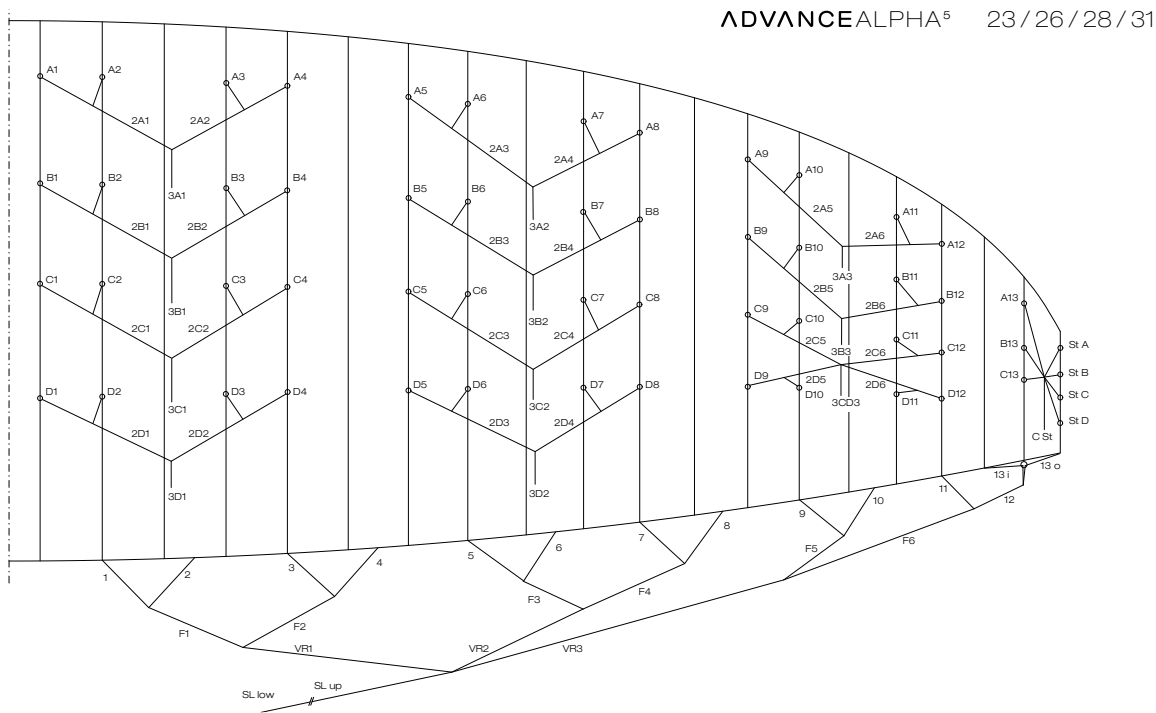 ADVANCE ALPHA⁵ 23/26/28/31
A1 A2 A3 A4
2A1 2A2
3A1
B1 B2 B3 B4
2B1 2B2
3B1
C1 C2 C3 C4
2C1 2C2
3C1
D1 D2 D3 D4
2D1 2D2
3D1
A5 A6 A7 A8
2A3 2A4
3A2
B5 B6 B7 B8
2B3 2B4
3B2
C5 C6 C7 C8
2C3 2C4
3C2
D5 D6 D7 D8
2D3 2D4
3D2
A9 A10 A11 A12
2A5 2A6
3A3
B9 B10 B11 B12
2B5 2B6
3B3
C9 C10 C11 C12
2C5 2C6
D9 D10 D11 D12
2D5 2D6
3CD3
A13
B13
C13
St A
St B
St C
St D
C St
13 i 13 o
1 2 3 4 5 6 7 8 9 10 11 12
F1 F2 F3 F4 F5 F6
VR1 VR2 VR3
SL low SL up